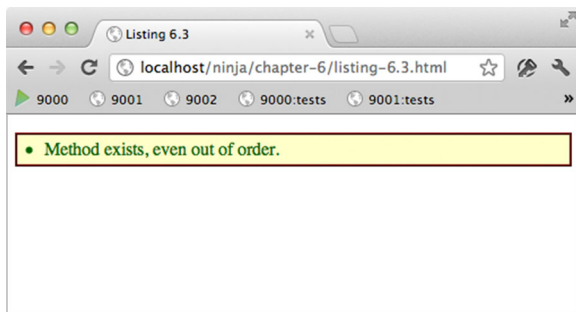 Listing 6.3
localhost/ninja/chapter-6/listing-6.3.html
9000 9001 9002 9000:tests 9001:tests »
Method exists, even out of order.